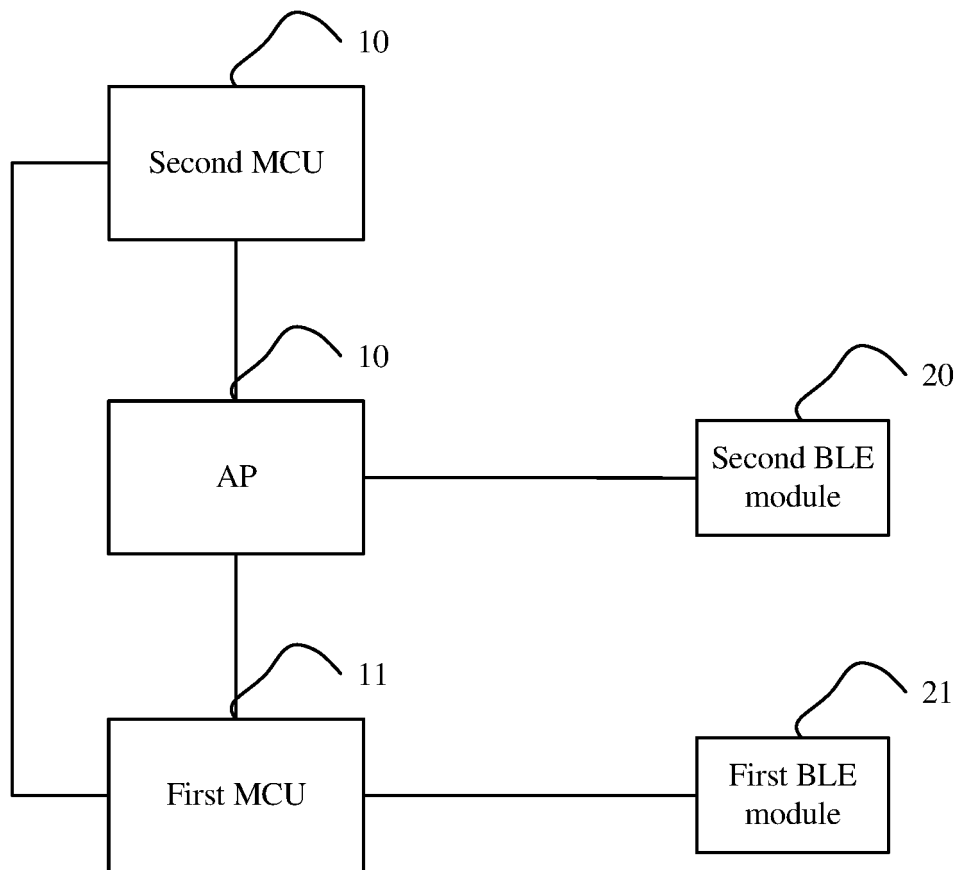 10
Second MCU
10
AP
20
Second BLE
module
11
First MCU
21
First BLE
module